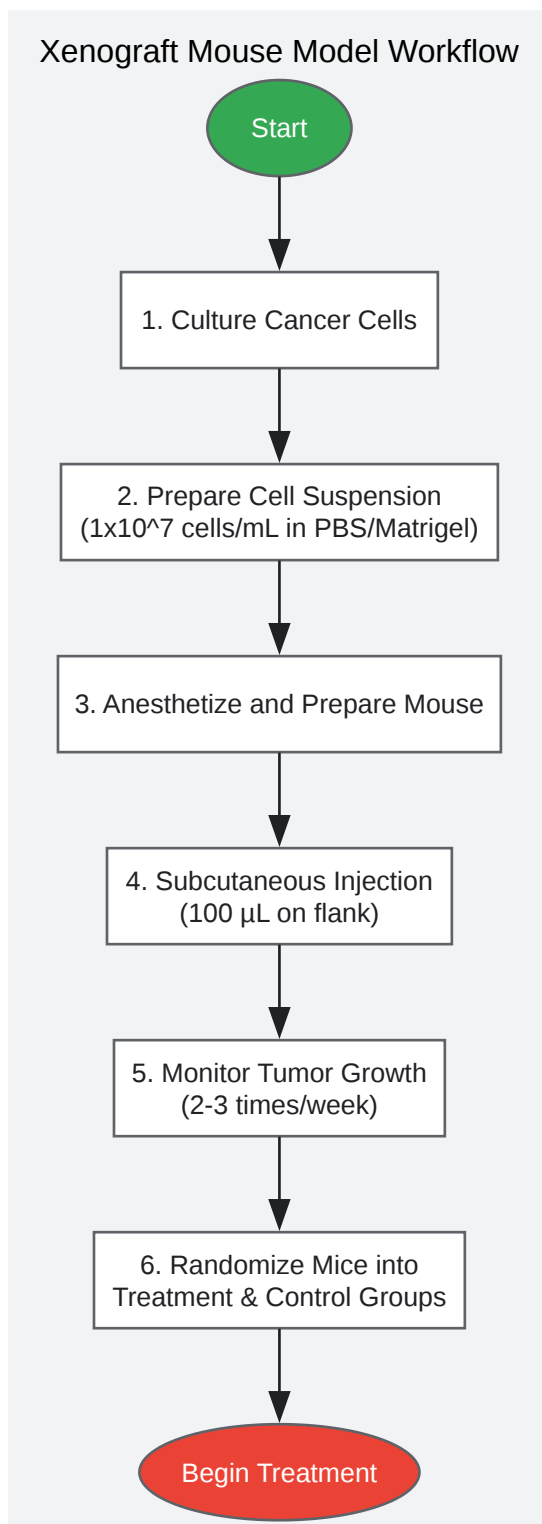 Xenograft Mouse Model Workflow
Start
1. Culture Cancer Cells
2. Prepare Cell Suspension
(1x10^7 cells/mL in PBS/Matrigel)
3. Anesthetize and Prepare Mouse
4. Subcutaneous Injection
(100 µL on flank)
5. Monitor Tumor Growth
(2-3 times/week)
6. Randomize Mice into
Treatment & Control Groups
Begin Treatment